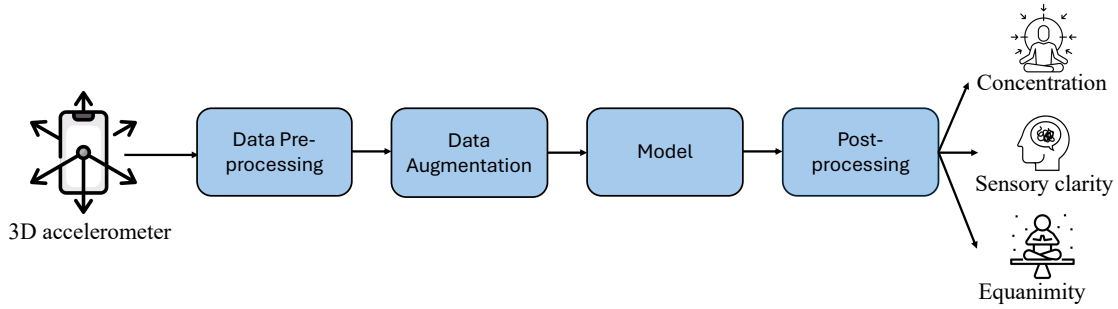 3D accelerometer
Data Pre-
processing
Data
Augmentation
Model
Post-
processing
Concentration
Sensory clarity
Equanimity